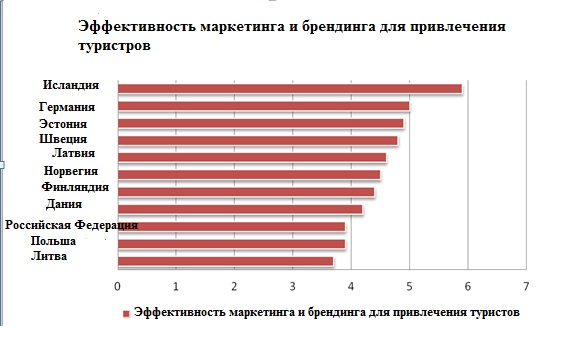 Эффективность маркетинга и брендинга для привлечения
туристров
Исландия
Германия
Эстония
Швеция
Латвия
Норвегия
Финляндия
Дания
Российская Федерация
Польша
Литва
0 1 2 3 4 5 6 7
Эффективность маркетинга и брендинга для привлечения туристов